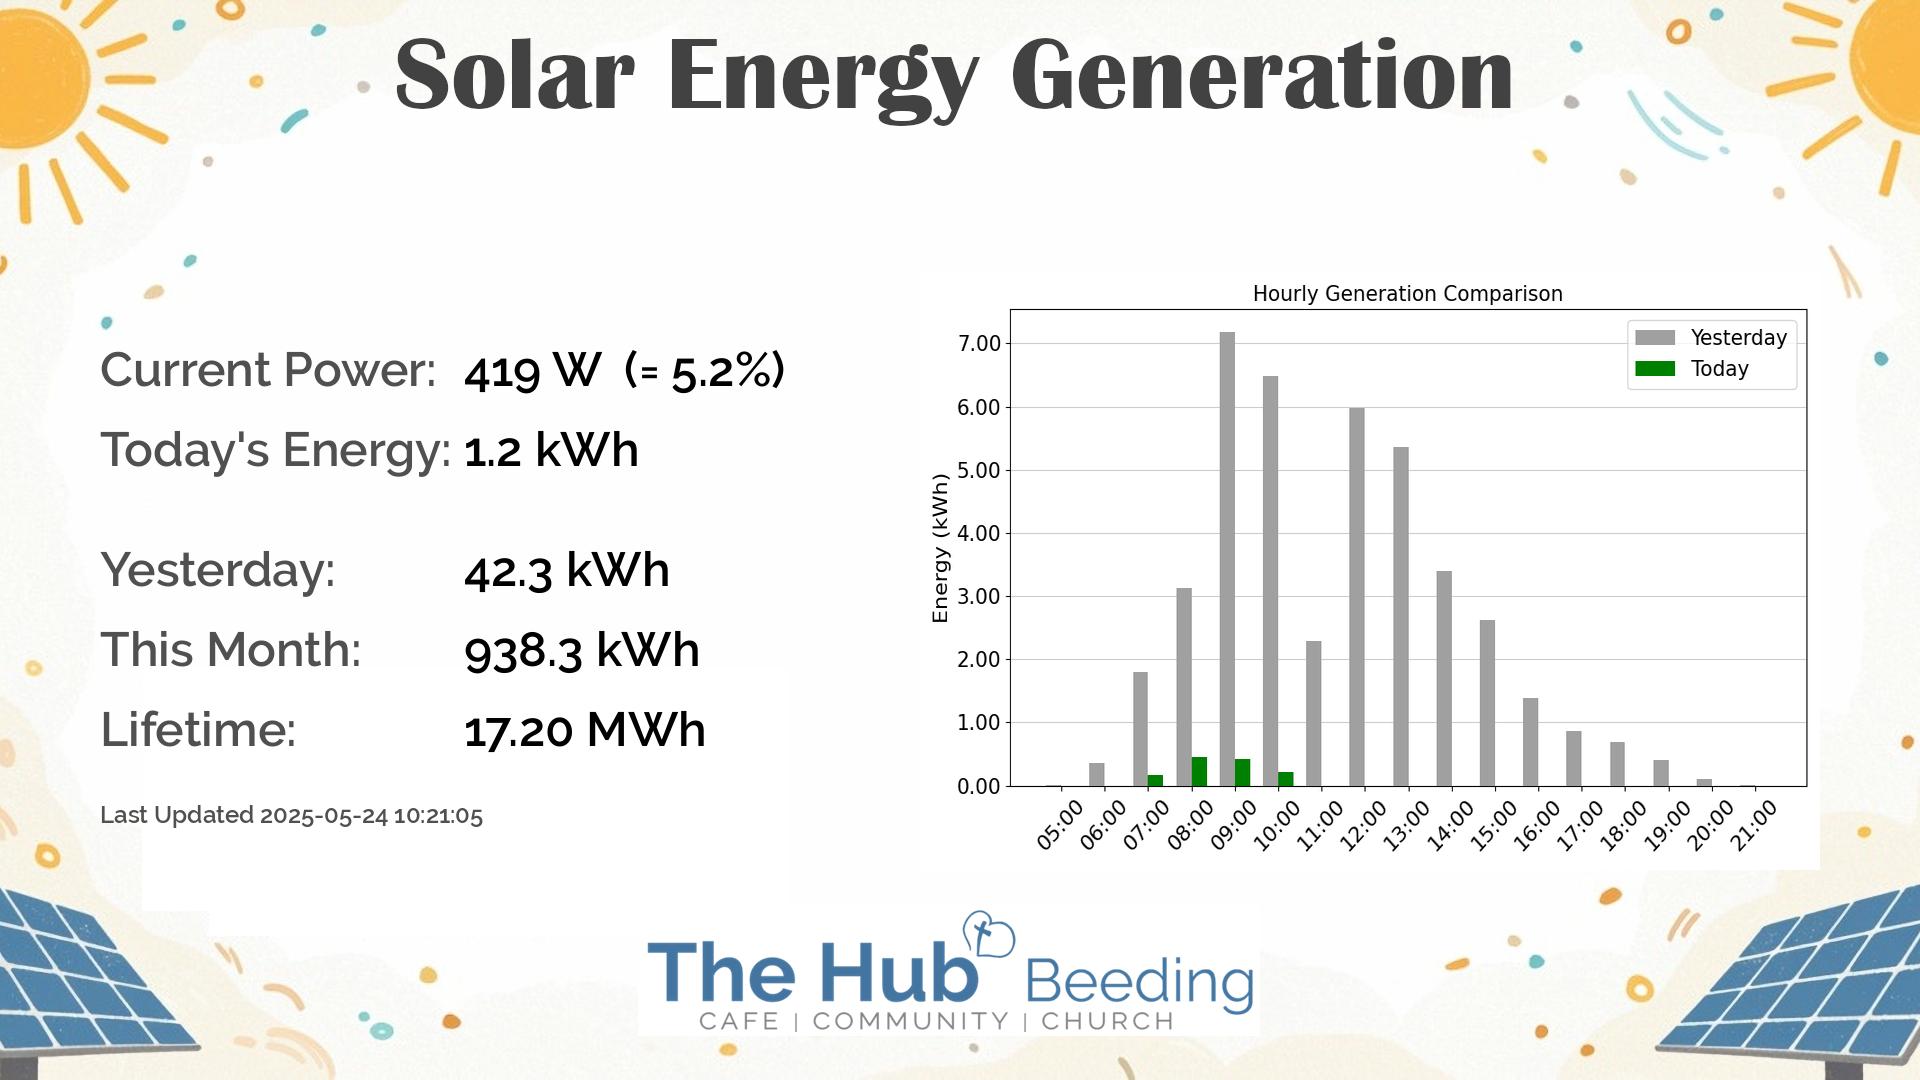 Solar Energy Generation
Current Power: 419 W (= 5.2%)
Today's Energy: 1.2 kWh
Yesterday: 42.3 kWh
This Month: 938.3 kWh
Lifetime: 17.20 MWh
Last Updated 2025-05-24 10:21:05
Hourly Generation Comparison
Yesterday
Today
Energy (kWh)
7.00
6.00
5.00
4.00
3.00
2.00
1.00
0.00
05:00 06:00 07:00 08:00 09:00 10:00 11:00 12:00 13:00 14:00 15:00 16:00 17:00 18:00 19:00 20:00 21:00
The Hub Beeding
CAFE | COMMUNITY | CHURCH